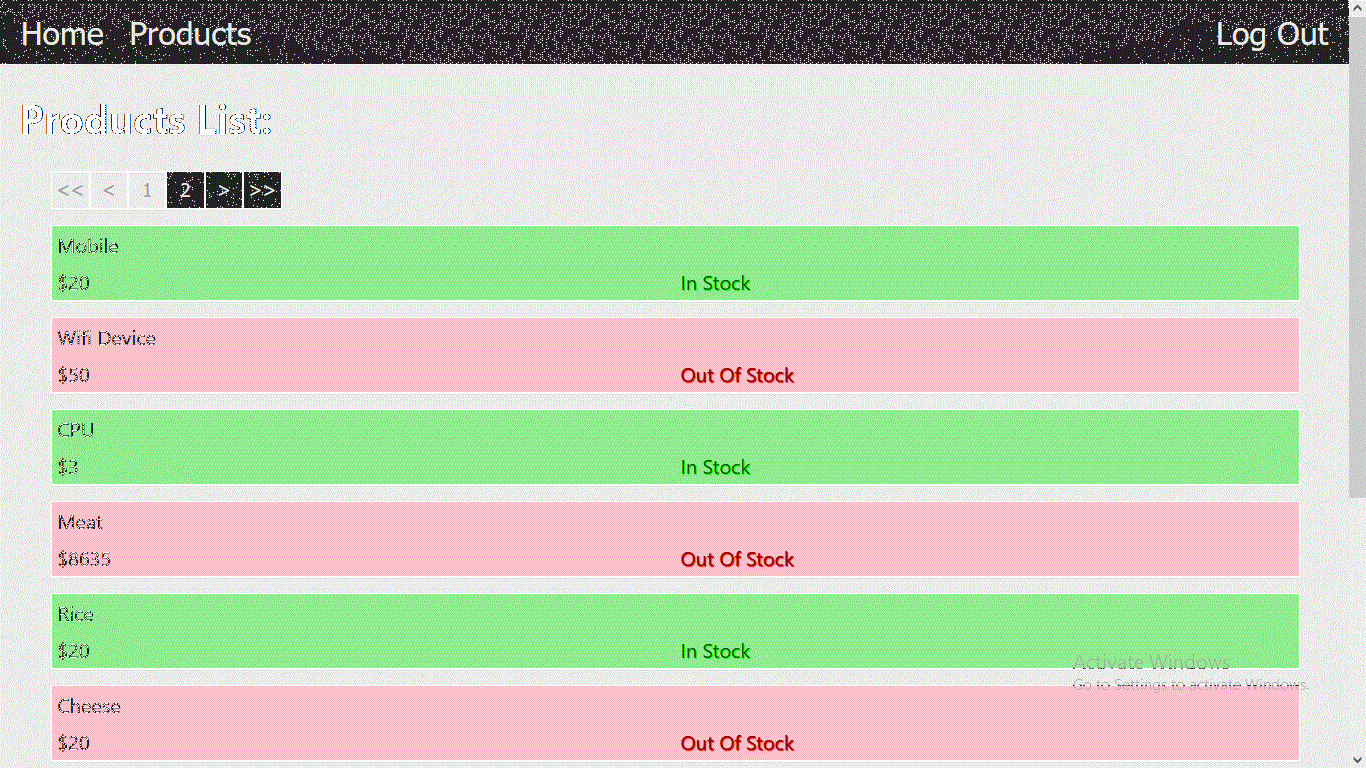 Home Products Log Out
Products List:
<< < 1 2 > >>
Mobile
$20 In Stock
Wifi Device
$50 Out Of Stock
CPU
$3 In Stock
Meat
$8635 Out Of Stock
Rice
$20 In Stock
Activate Windows
Go to Settings to activate Windows.
Cheese
$20 Out Of Stock